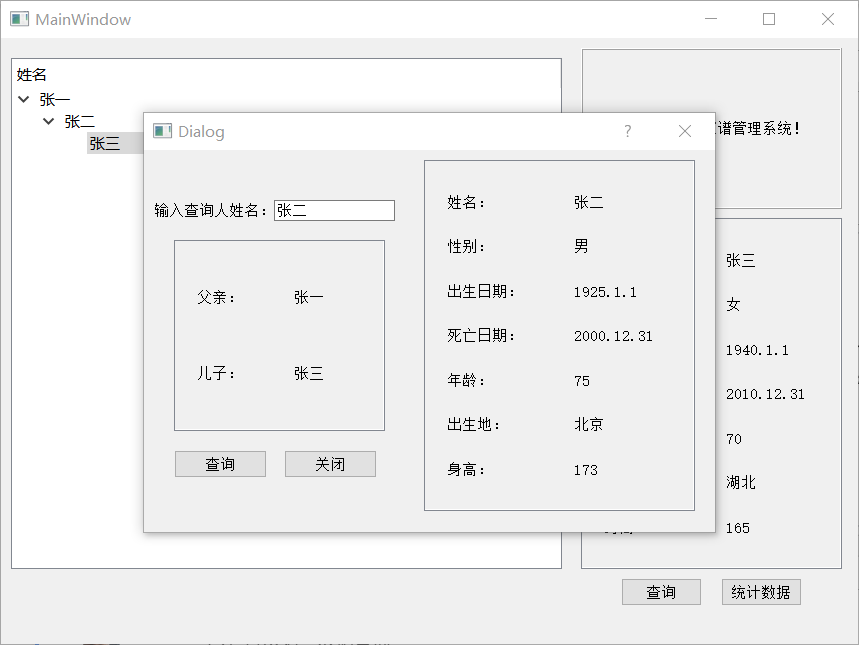 MainWindow
姓名
张一
张二
张三
Dialog
?
输入查询人姓名：张二
父亲： 张一
儿子： 张三
查询 关闭
姓名： 张二
性别： 男
出生日期： 1925.1.1
死亡日期： 2000.12.31
年龄： 75
出生地： 北京
身高： 173
谱管理系统！
张三
女
1940.1.1
2010.12.31
70
湖北
165
查询 统计数据